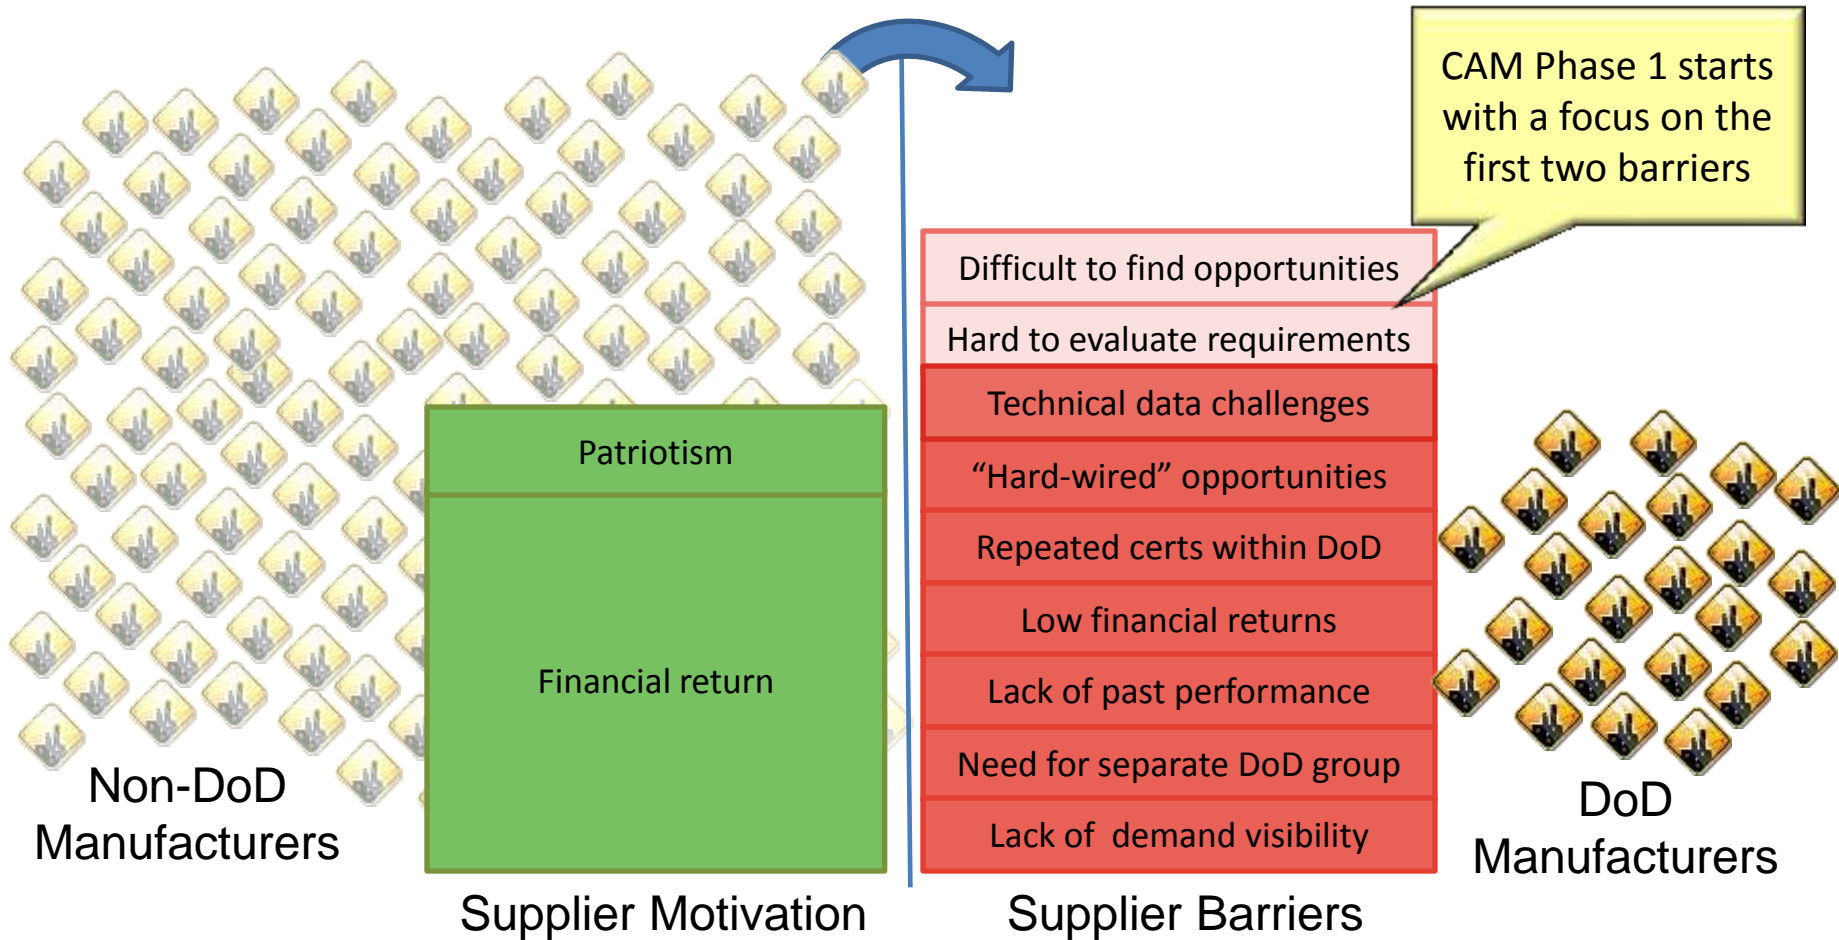 CAM Phase 1 starts
with a focus on the
first two barriers
Difficult to find opportunities
Hard to evaluate requirements
Technical data challenges
“Hard-wired” opportunities
Repeated certs within DoD
Low financial returns
Lack of past performance
Need for separate DoD group
Lack of  demand visibility
Patriotism
Financial return
Non-DoD
Manufacturers
DoD
Manufacturers
Supplier Motivation
Supplier Barriers